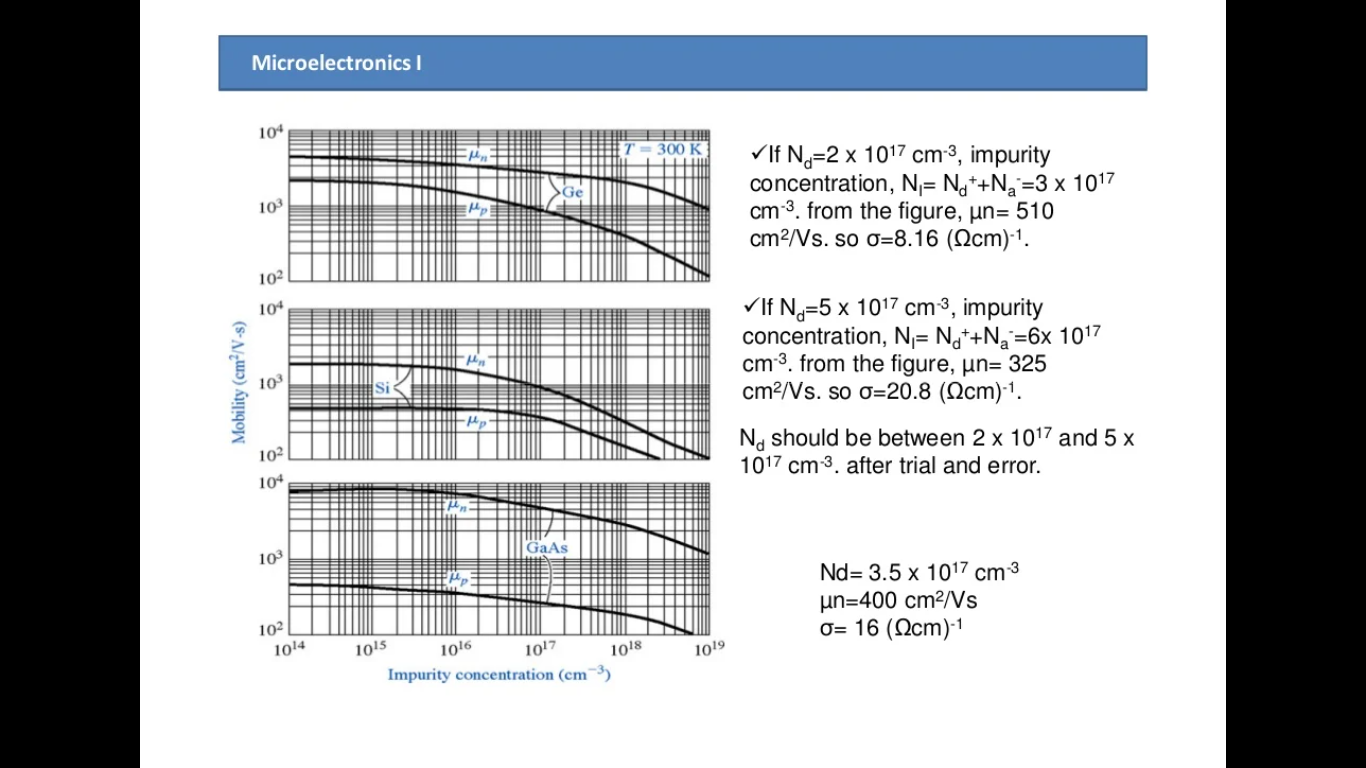 Microelectronics I
10⁴
μₙ
T = 300 K
Ge
10³
μₚ
10²
10⁴
μₙ
10³
Si
μₚ
10²
10⁴
μₙ
GaAs
10³
μₚ
10²
10¹⁴ 10¹⁵ 10¹⁶ 10¹⁷ 10¹⁸ 10¹⁹
Impurity concentration (cm⁻³)
Mobility (cm²/V-s)
✓If Nd=2 x 10¹⁷ cm⁻³, impurity
concentration, NI= Nd⁺+Na⁻=3 x 10¹⁷
cm⁻³. from the figure, μn= 510
cm²/Vs. so σ=8.16 (Ωcm)⁻¹.
✓If Nd=5 x 10¹⁷ cm⁻³, impurity
concentration, NI= Nd⁺+Na⁻=6x 10¹⁷
cm⁻³. from the figure, μn= 325
cm²/Vs. so σ=20.8 (Ωcm)⁻¹.
Nd should be between 2 x 10¹⁷ and 5 x
10¹⁷ cm⁻³. after trial and error.
Nd= 3.5 x 10¹⁷ cm⁻³
μn=400 cm²/Vs
σ= 16 (Ωcm)⁻¹